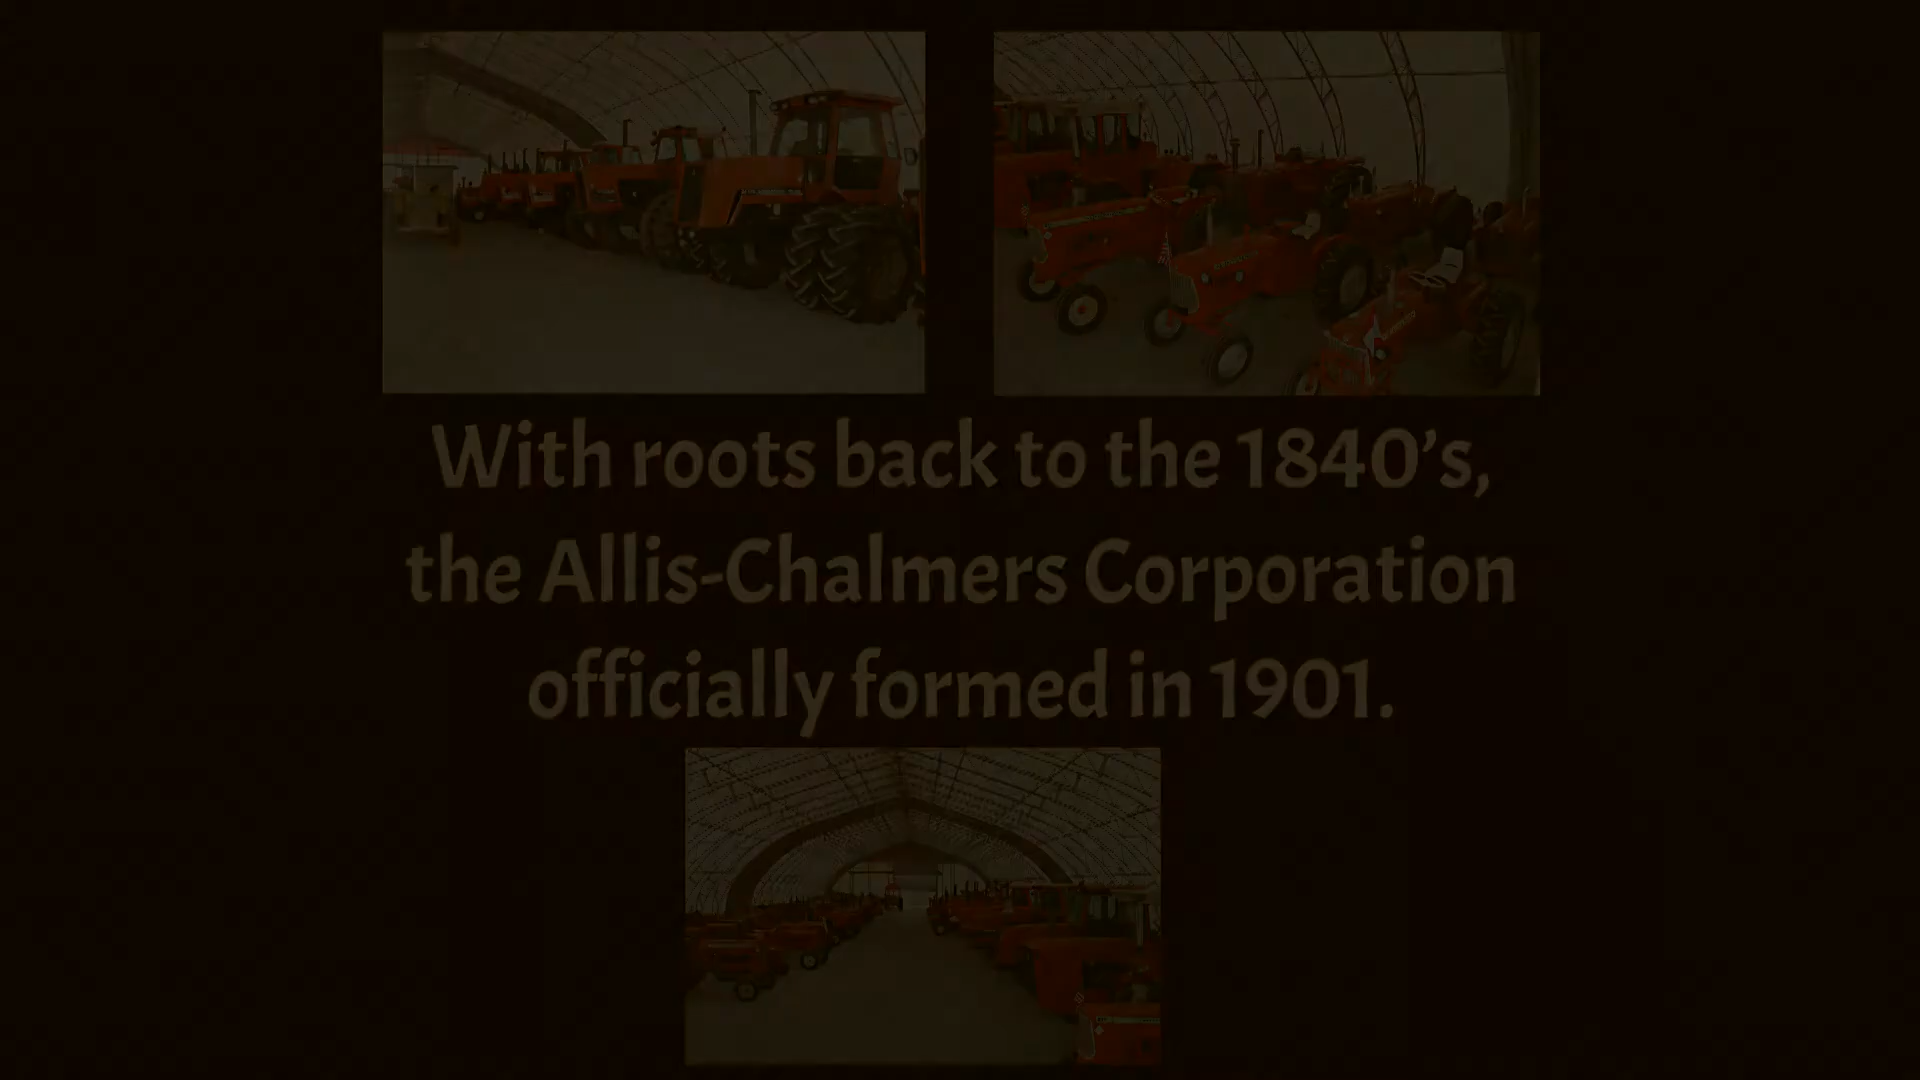 With roots back to the 1840's,
the Allis-Chalmers Corporation
officially formed in 1901.